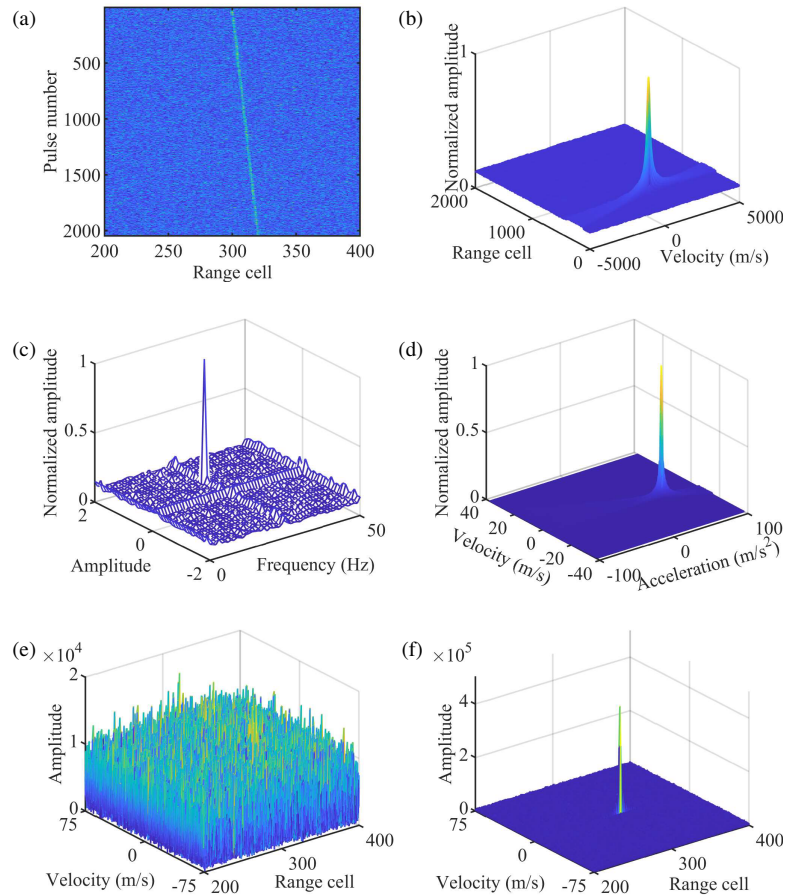 (a)
Pulse number
500
1000
1500
2000
200 250 300 350 400
Range cell
(b)
Normalized amplitude
1
0
2000
1000
0
Range cell
-5000
0
5000
Velocity (m/s)
(c)
Normalized amplitude
1
0.5
0
2
0
-2
Amplitude
0
50
Frequency (Hz)
(d)
Normalized amplitude
1
0.5
0
40
20
0
-20
-40
Velocity (m/s)
-100
0
100
Acceleration (m/s²)
(e)
×10⁴
Amplitude
2
1
0
75
0
-75
Velocity (m/s)
200
300
400
Range cell
(f)
×10⁵
Amplitude
4
2
0
75
0
-75
Velocity (m/s)
200
300
400
Range cell